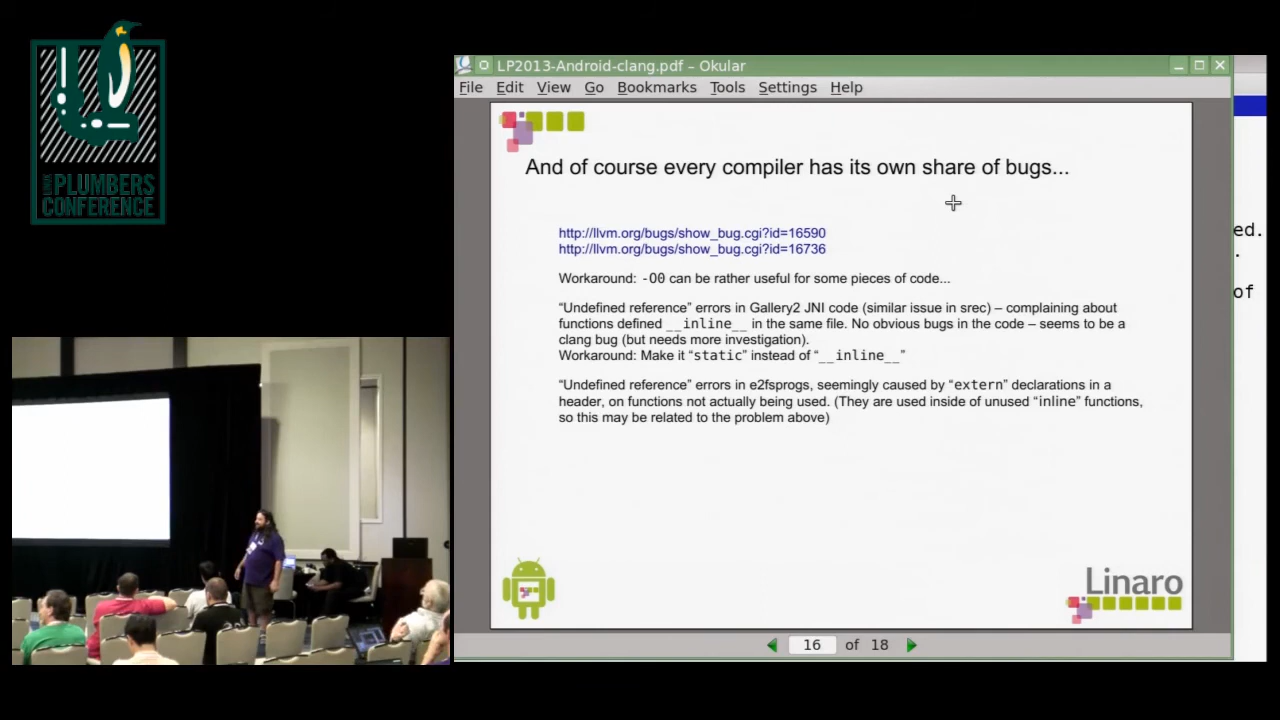 LINUX
PLUMBERS
CONFERENCE
LP2013-Android-clang.pdf – Okular
File Edit View Go Bookmarks Tools Settings Help
And of course every compiler has its own share of bugs...
http://llvm.org/bugs/show_bug.cgi?id=16590
http://llvm.org/bugs/show_bug.cgi?id=16736
Workaround: -O0 can be rather useful for some pieces of code...
“Undefined reference” errors in Gallery2 JNI code (similar issue in srec) – complaining about
functions defined __inline__ in the same file. No obvious bugs in the code – seems to be a
clang bug (but needs more investigation).
Workaround: Make it “static” instead of “__inline__”
“Undefined reference” errors in e2fsprogs, seemingly caused by “extern” declarations in a
header, on functions not actually being used. (They are used inside of unused “inline” functions,
so this may be related to the problem above)
Linaro
16 of 18
ed.
.
of